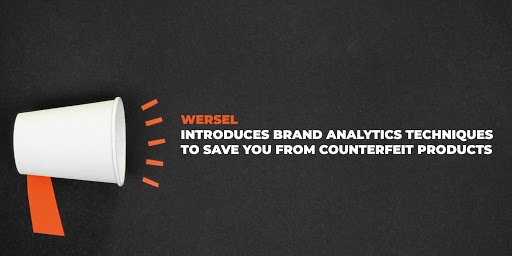 WERSEL
INTRODUCES BRAND ANALYTICS TECHNIQUES
TO SAVE YOU FROM COUNTERFEIT PRODUCTS